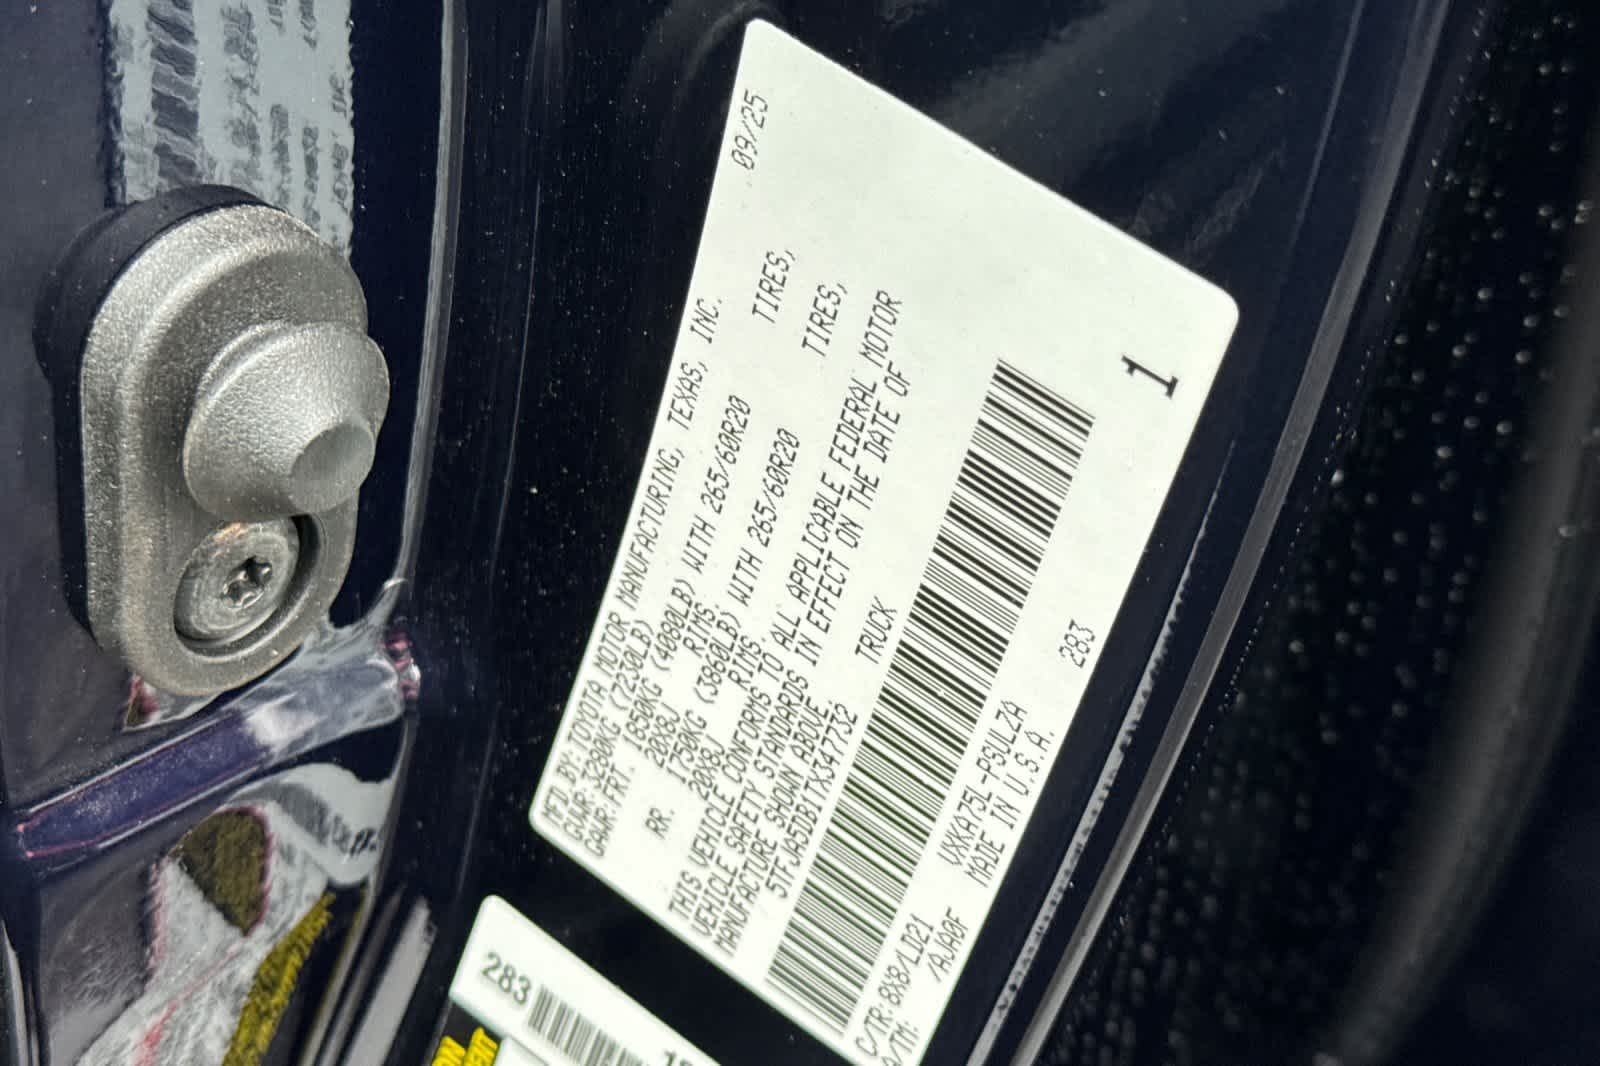 MFD.BY:TOYOTA MOTOR MANUFACTURING, TEXAS, INC. 09/25
GVWR:3280KG (7230LB)
GAWR:FRT. 1850KG (4080LB) WITH 265/60R20 TIRES,
20X8J RIMS.
RR. 1750KG (3860LB) WITH 265/60R20 TIRES,
20X8J RIMS
THIS VEHICLE CONFORMS TO ALL APPLICABLE FEDERAL MOTOR
VEHICLE SAFETY STANDARDS IN EFFECT ON THE DATE OF
MANUFACTURE SHOWN ABOVE
5TFJA5DB1TX347752 TRUCK
1
C/TR:8X8/LD21 VXKA75L-PSULZA 283
/AJA0F MADE IN U.S.A.
283